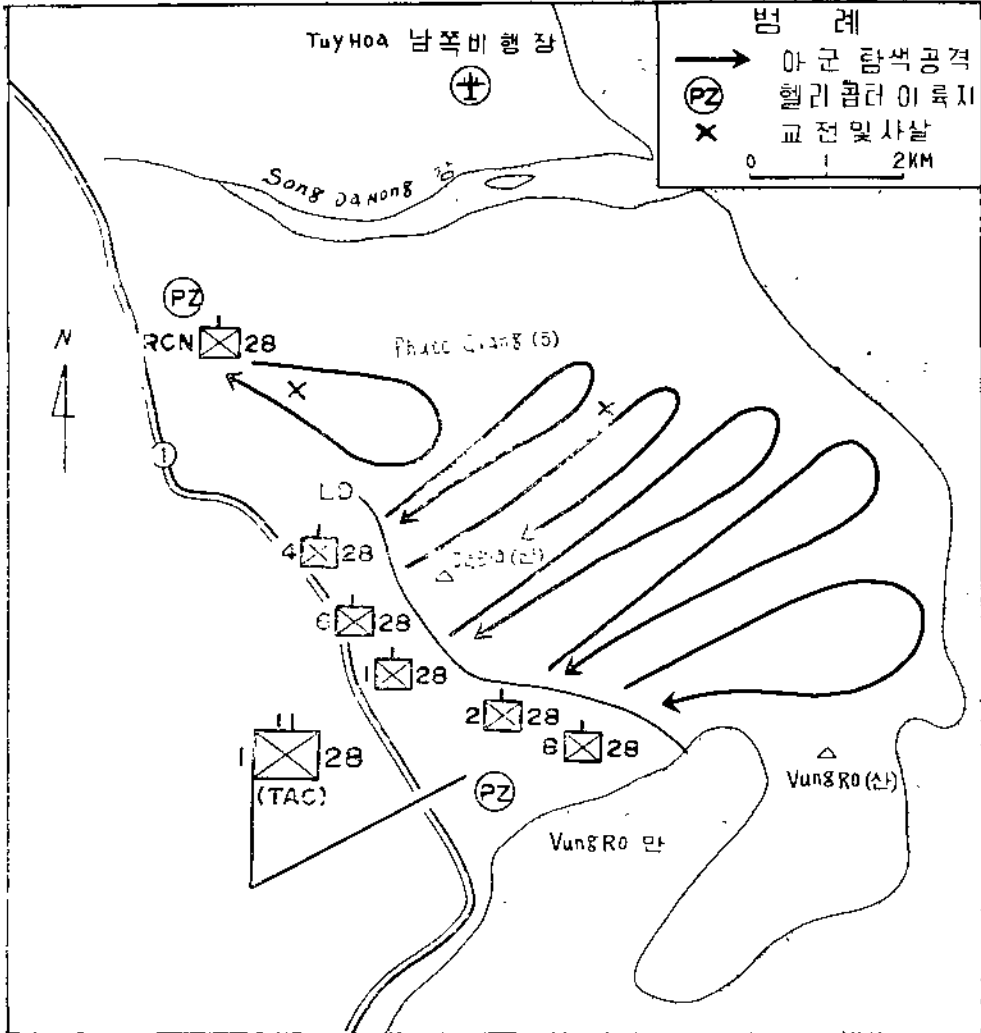 범 례
아군 탐색공격
PZ 헬리콥터 이륙지
X 교전및사살
0 1 2KM
TuyHoa 남쪽비행장
Song Da Nong 강
PZ
RCN 28
N
1
LD
4 28
6 28
1 28
2 28
8 28
1 28
(TAC)
PZ
Vung Ro (산)
Vung Ro 만